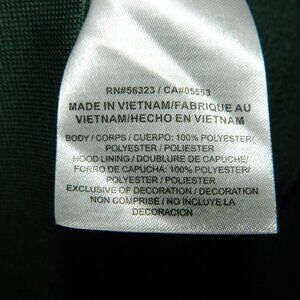 RN#56323 / CA#05553
MADE IN VIETNAM/FABRIQUE AU
VIETNAM/HECHO EN VIETNAM
BODY / CORPS / CUERPO: 100% POLYESTER/
POLYESTER / POLIESTER
HOOD LINING / DOUBLURE DE CAPUCHE/
FORRO DE CAPUCHA: 100% POLYESTER/
POLYESTER / POLIESTER
EXCLUSIVE OF DECORATION / DECORATION
NON COMPRISE / NO INCLUYE LA
DECORACION